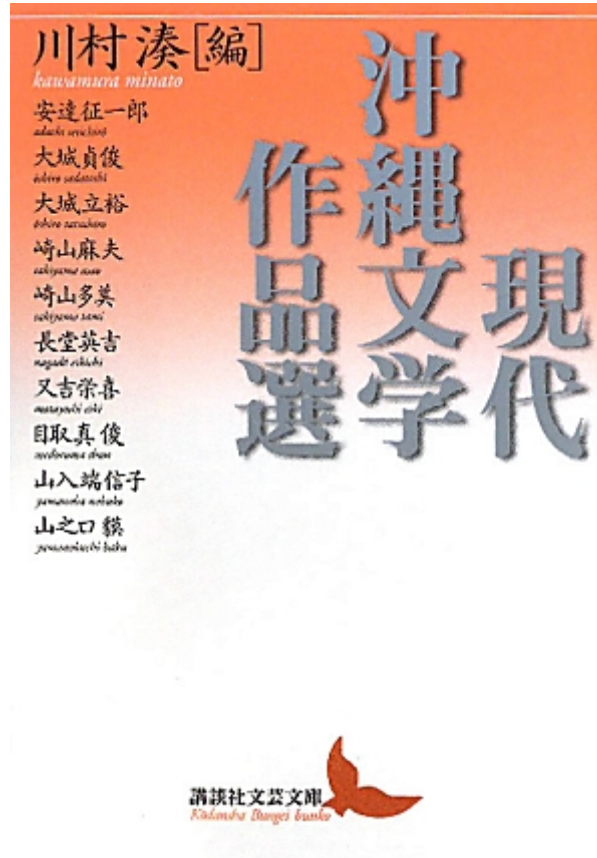 現代
沖縄文学
作品選
川村湊[編]
kawamura minato
安達征一郎
adachi seiichirō
大城貞俊
ōshiro sadatoshi
大城立裕
ōshiro tatsuhiro
崎山麻夫
sakiyama asao
崎山多美
sakiyama tami
長堂英吉
nagadō eikichi
又吉栄喜
matayoshi eiki
目取真俊
medoruma shun
山入端信子
yamanoha nobuko
山之口貘
yamanokuchi baku
講談社文芸文庫
Kōdansha Bungei bunko